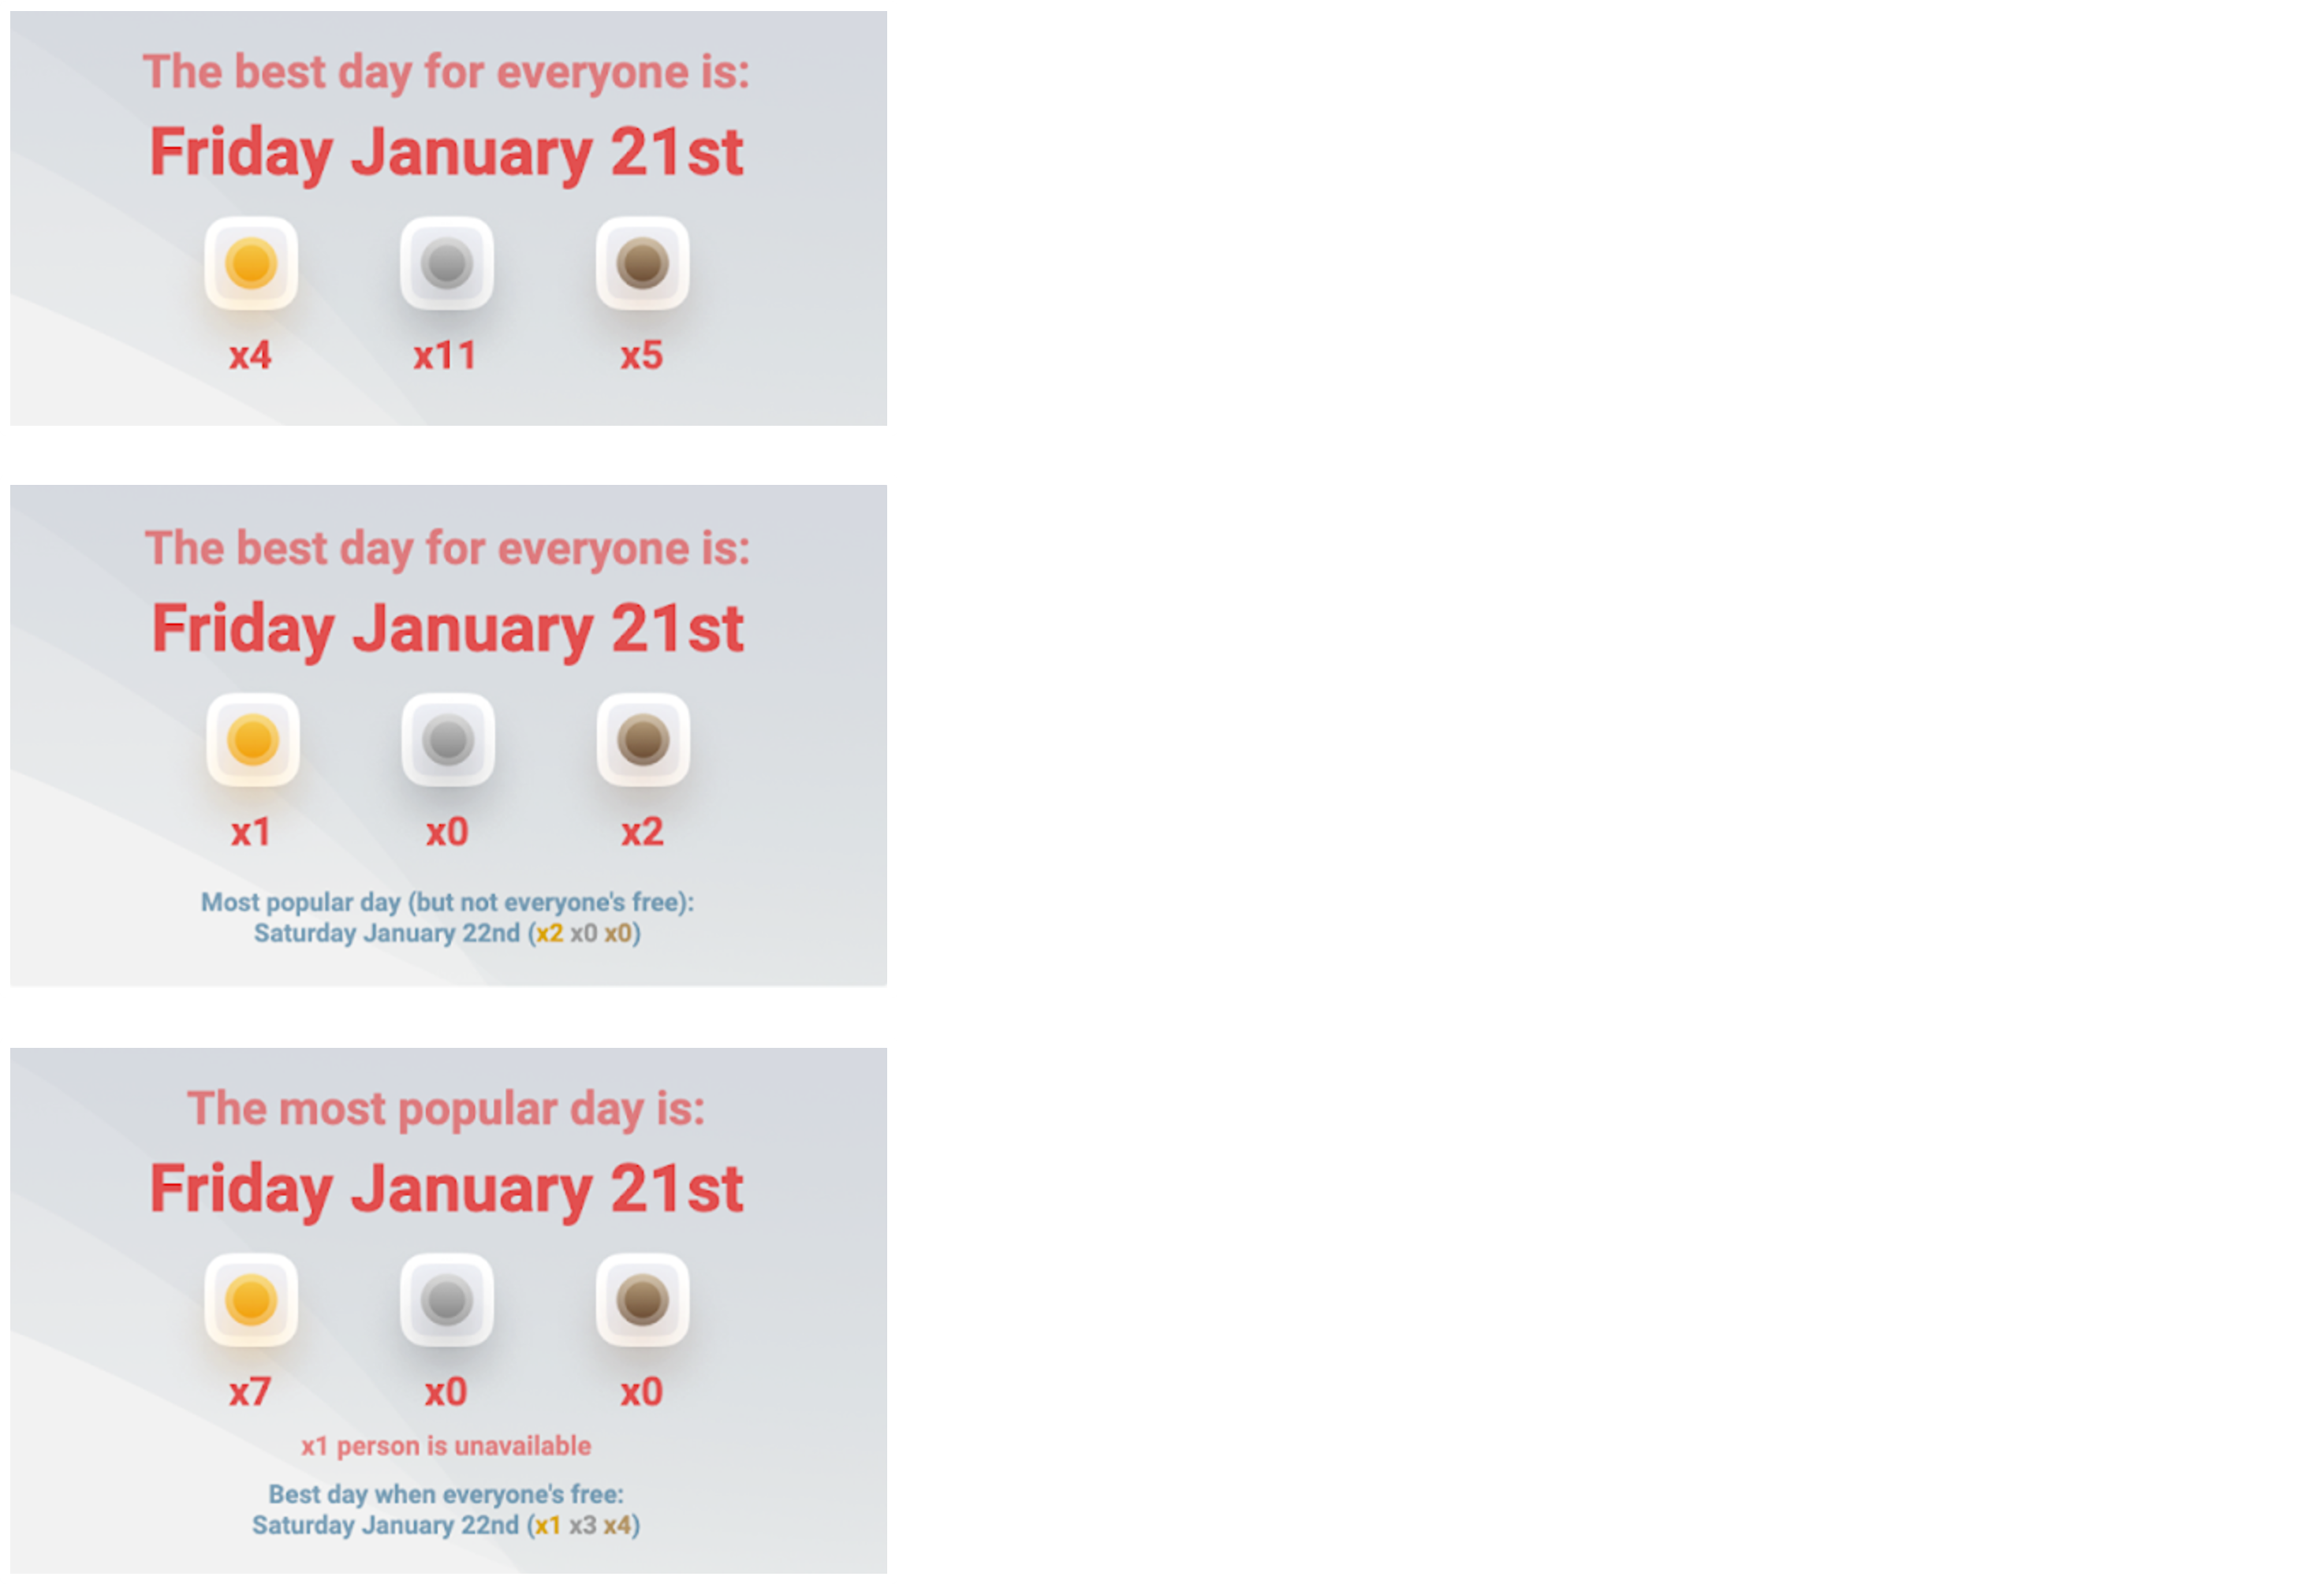 The best day for everyone is:
Friday January 21st
x4 x11 x5
The best day for everyone is:
Friday January 21st
x1 x0 x2
Most popular day (but not everyone's free):
Saturday January 22nd (x2 x0 x0)
The most popular day is:
Friday January 21st
x7 x0 x0
x1 person is unavailable
Best day when everyone's free:
Saturday January 22nd (x1 x3 x4)